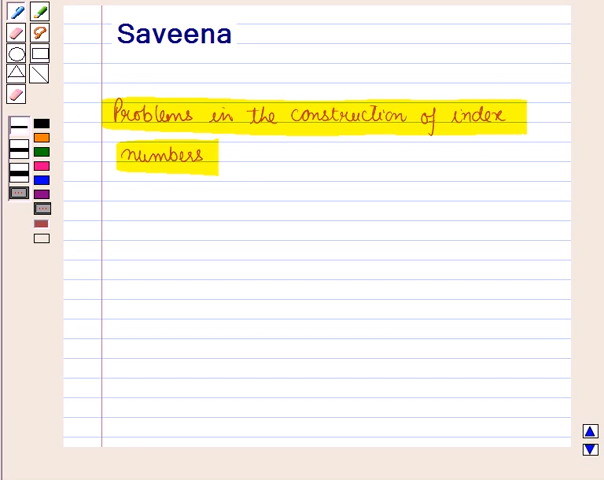 Saveena
Problems in the construction of index
numbers